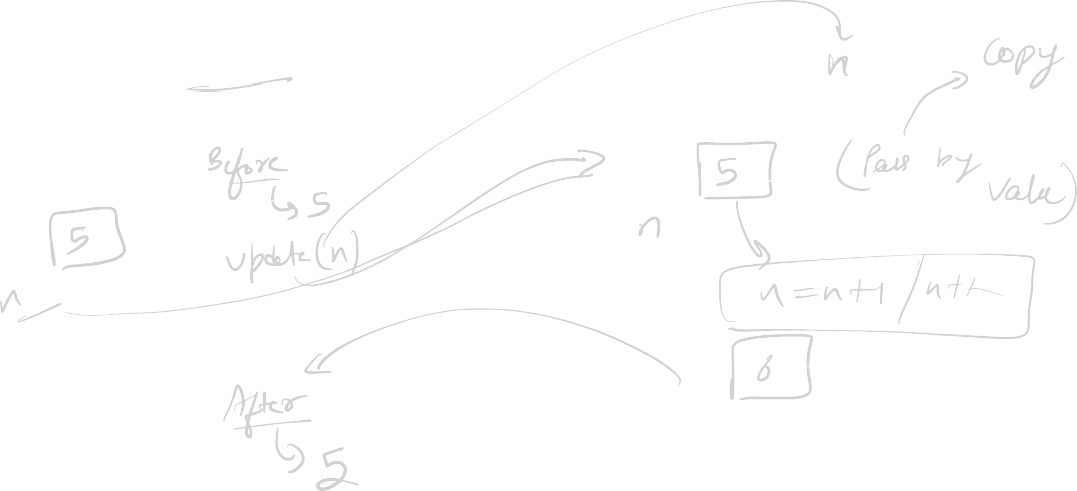 n
Copy
Before
5
5
(Pass by
Value)
5
n
update(n)
n
n=n+1 / n++
6
After
5